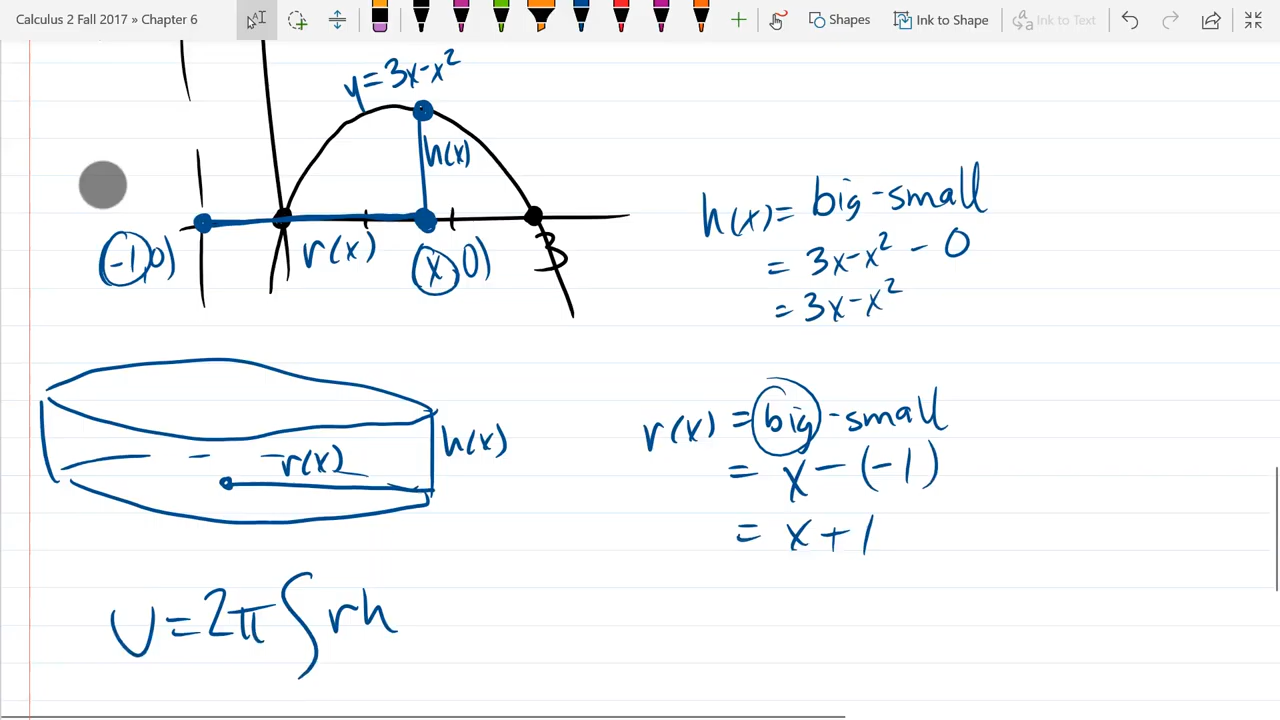 Calculus 2 Fall 2017 » Chapter 6
Shapes
Ink to Shape
Ink to Text
y = 3x-x²
h(x)
r(x)
(-1,0)
(x,0)
3
h(x) = big-small
= 3x-x² - 0
= 3x-x²
h(x)
r(x)
r(x) = big-small
= x - (-1)
= x + 1
V = 2π∫rh